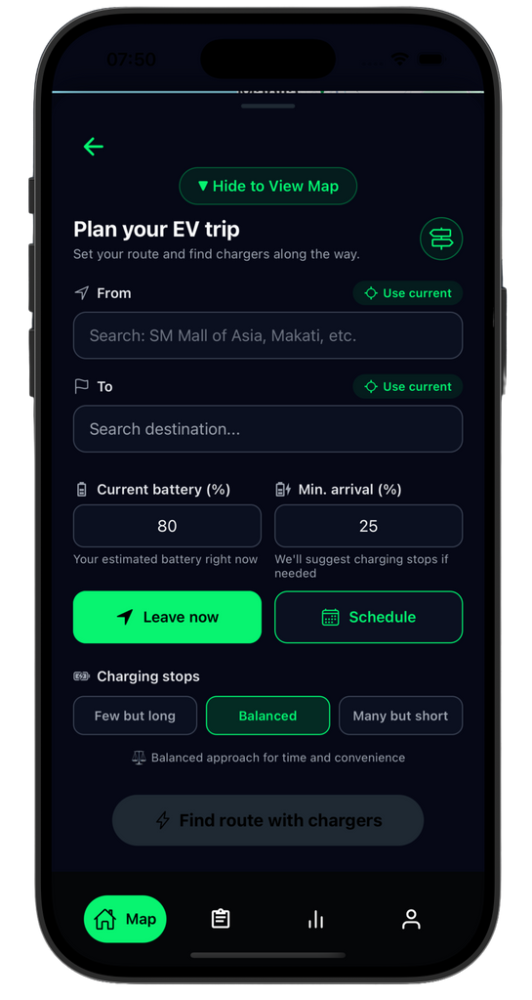 07:50
▼ Hide to View Map
Plan your EV trip
Set your route and find chargers along the way.
From
Use current
Search: SM Mall of Asia, Makati, etc.
To
Use current
Search destination...
Current battery (%)
Min. arrival (%)
80
25
Your estimated battery right now
We'll suggest charging stops if
needed
Leave now
Schedule
Charging stops
Few but long
Balanced
Many but short
Balanced approach for time and convenience
Find route with chargers
Map